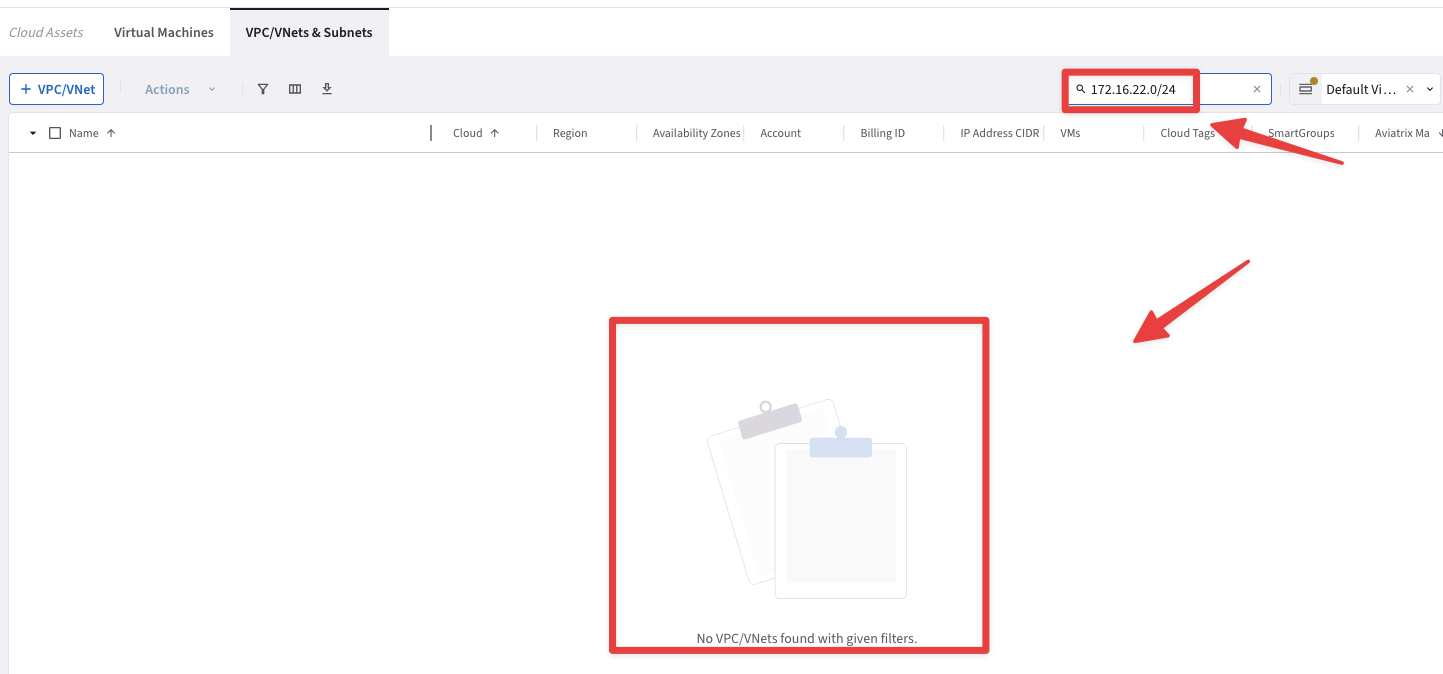 Cloud Assets Virtual Machines VPC/VNets & Subnets
+ VPC/VNet Actions 172.16.22.0/24 Default Vi...
Name Cloud Region Availability Zones Account Billing ID IP Address CIDR VMs Cloud Tags SmartGroups Aviatrix Ma
No VPC/VNets found with given filters.